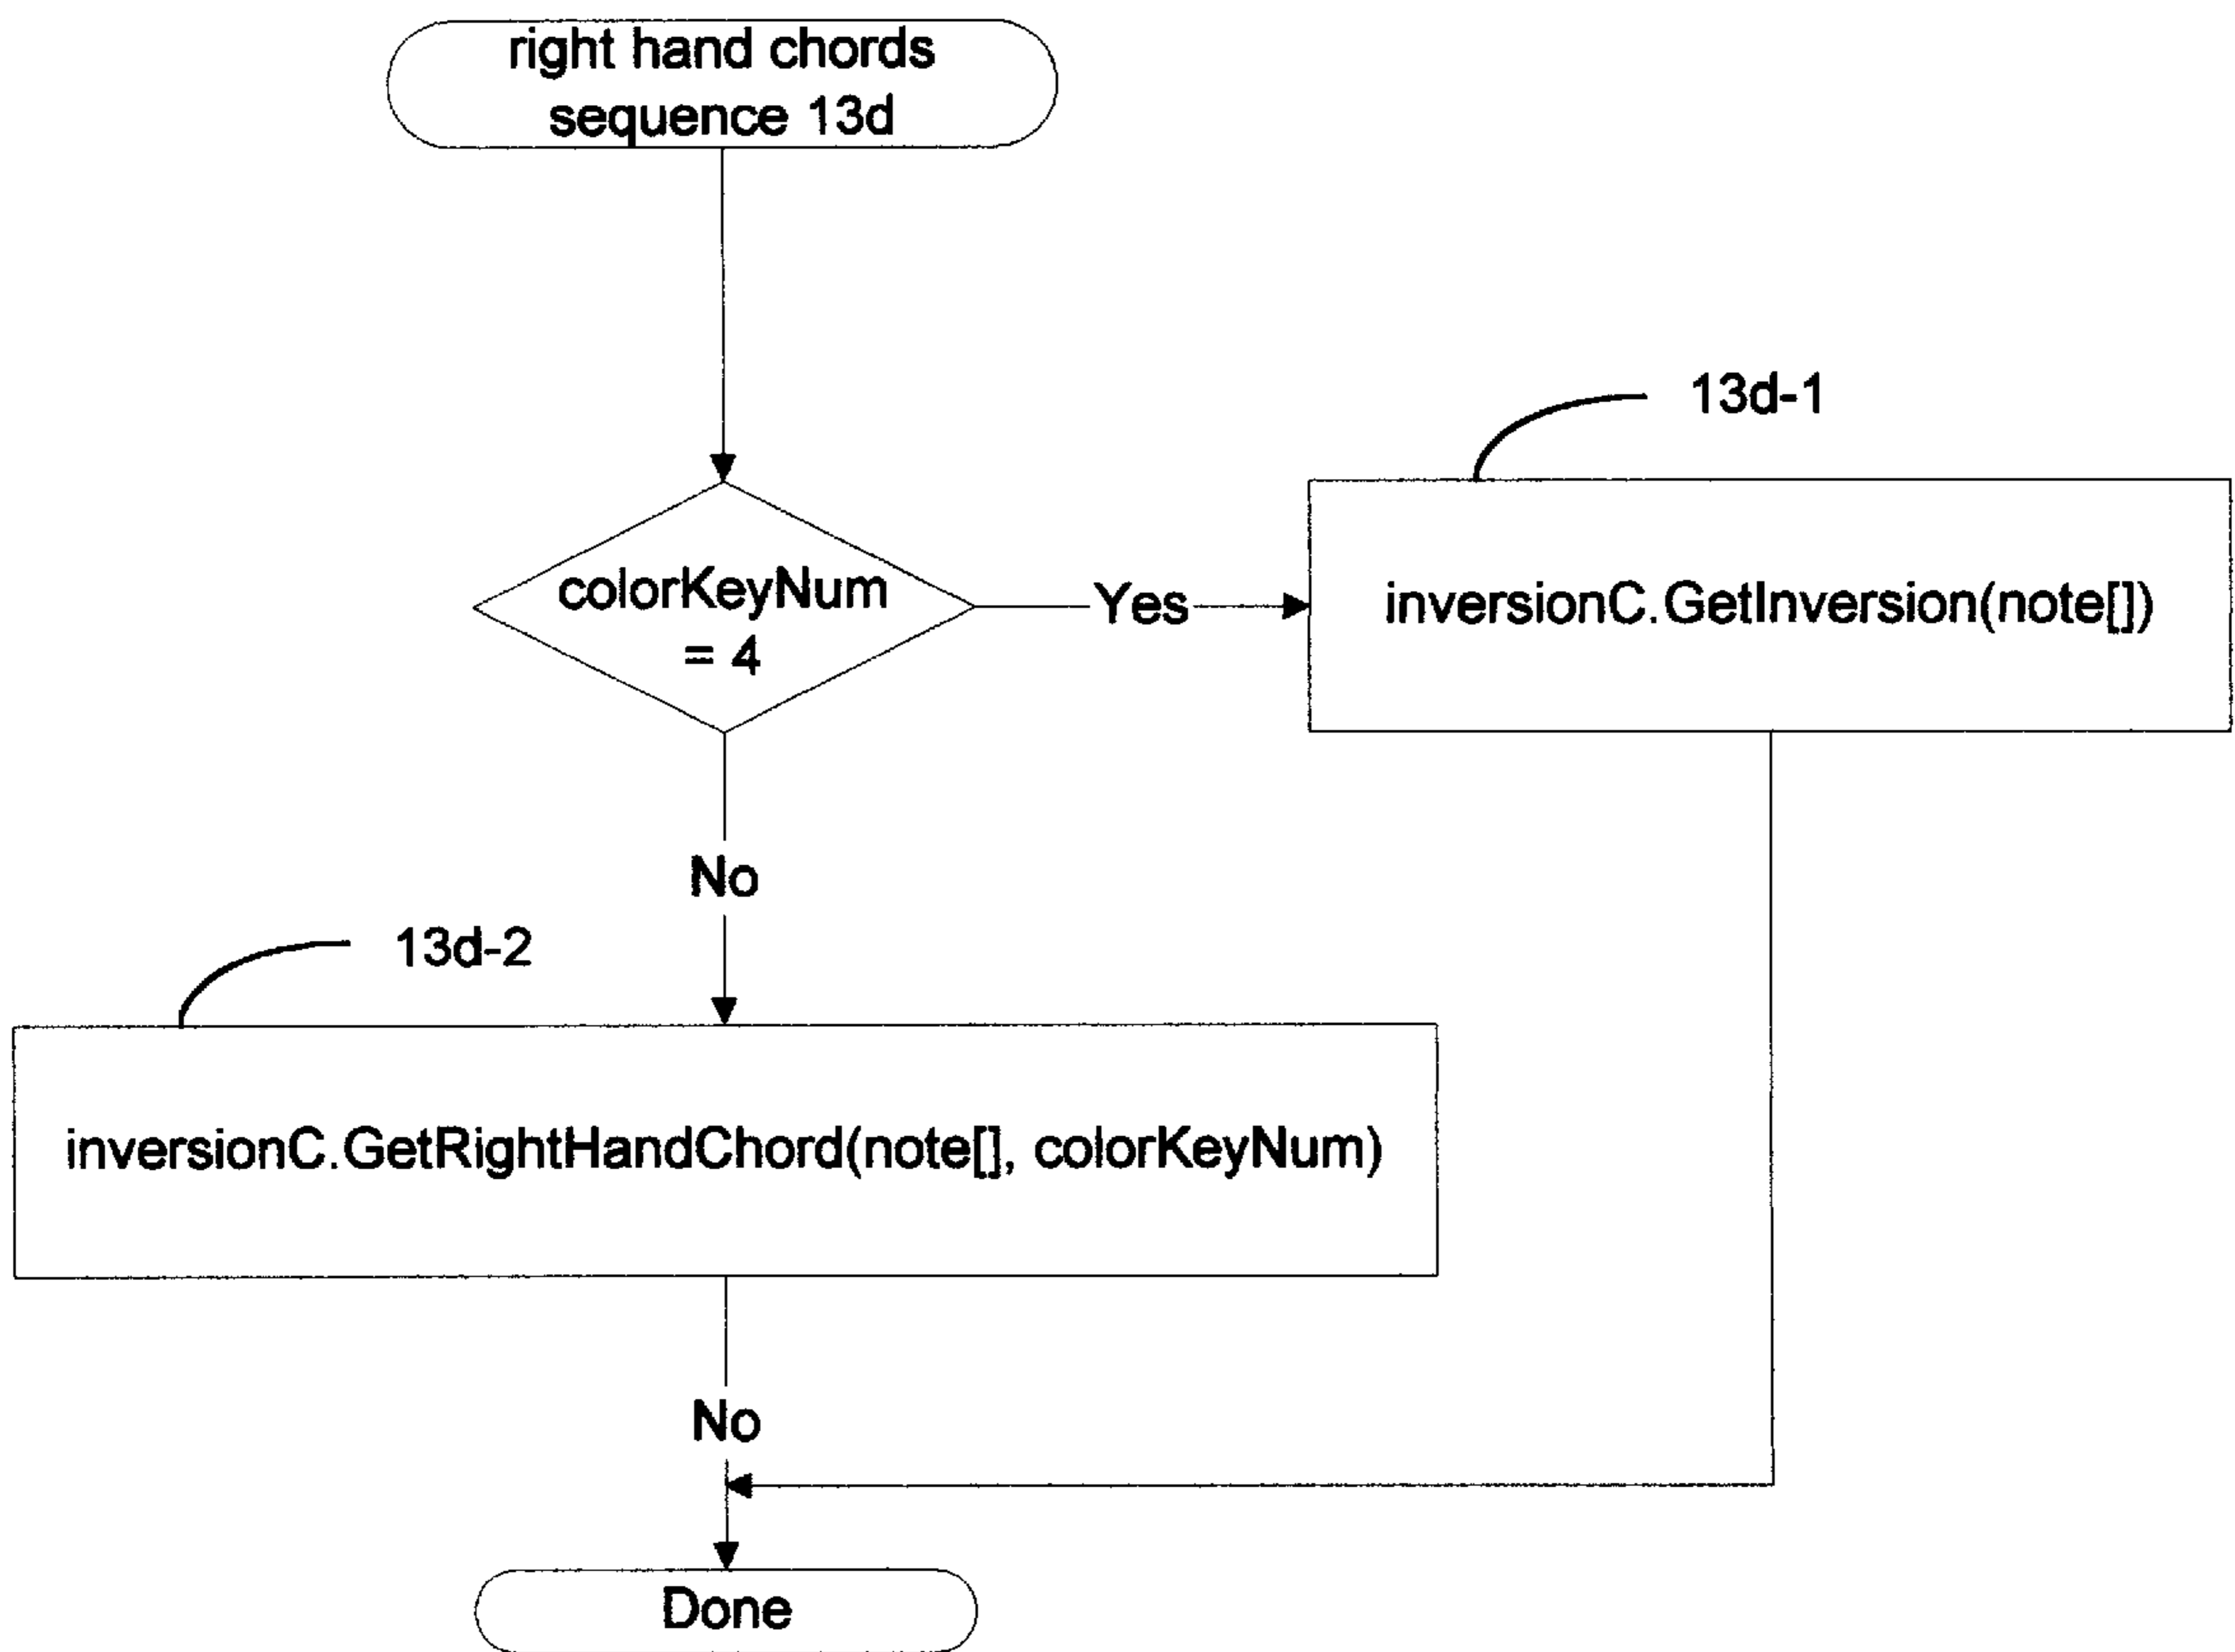 right hand chords
sequence 13d
13d-1
colorKeyNum
= 4
Yes
inversionC.GetInversion(note[])
No
13d-2
inversionC.GetRightHandChord(note[], colorKeyNum)
No
Done